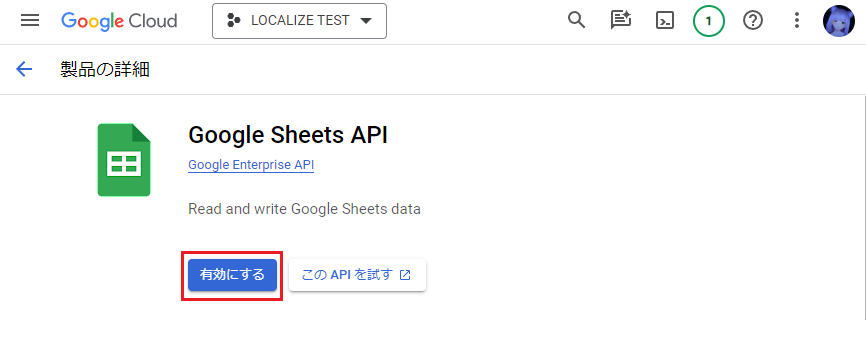 Google Cloud
LOCALIZE TEST
1
製品の詳細
Google Sheets API
Google Enterprise API
Read and write Google Sheets data
有効にする
この API を試す